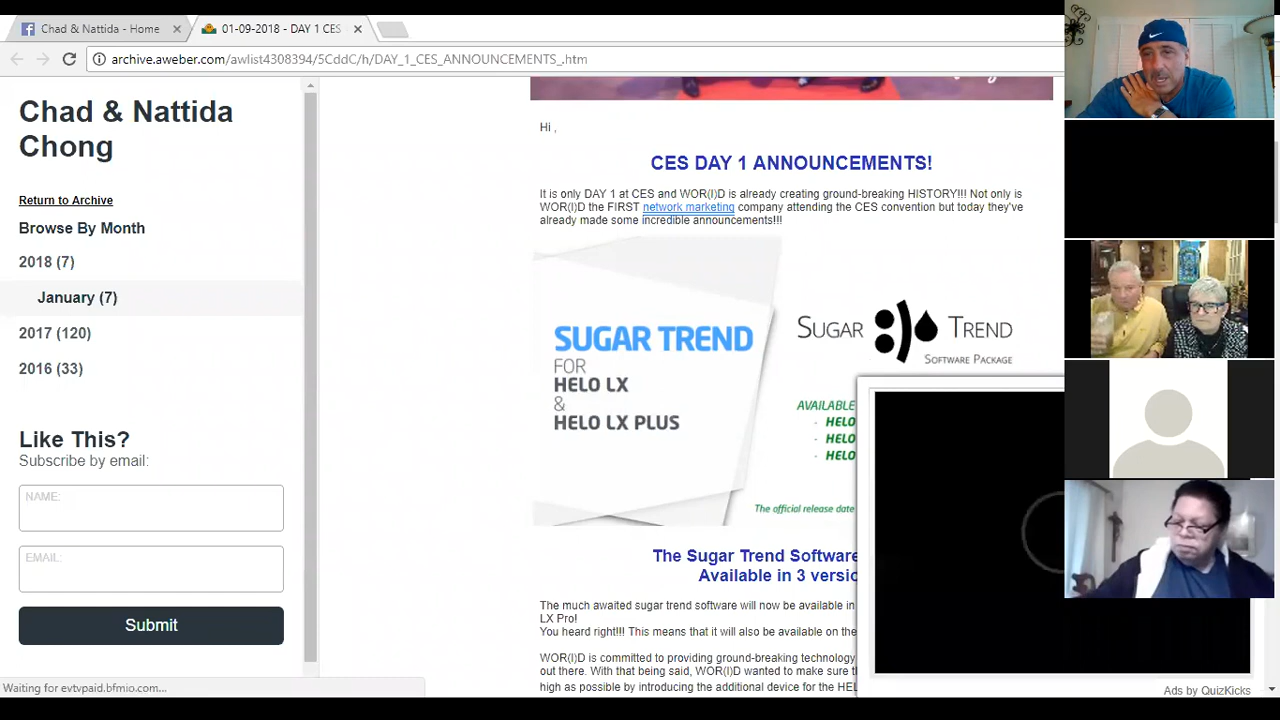 Chad & Nattida - Home
01-09-2018 - DAY 1 CES
archive.aweber.com/awlist4308394/5CddC/h/DAY_1_CES_ANNOUNCEMENTS_.htm
Chad & Nattida
Chong
Return to Archive
Browse By Month
2018 (7)
January (7)
2017 (120)
2016 (33)
Like This?
Subscribe by email:
NAME:
EMAIL:
Submit
Waiting for evtvpaid.bfmio.com...
Hi ,
CES DAY 1 ANNOUNCEMENTS!
It is only DAY 1 at CES and WOR(l)D is already creating ground-breaking HISTORY!!! Not only is
WOR(l)D the FIRST network marketing company attending the CES convention but today they've
already made some incredible announcements!!!
SUGAR TREND
FOR
HELO LX
&
HELO LX PLUS
SUGAR TREND
SOFTWARE PACKAGE
AVAILABLE
- HELO
- HELO
- HELO
The official release date
The Sugar Trend Software
Available in 3 versio
The much awaited sugar trend software will now be available in
LX Pro!
You heard right!!! This means that it will also be available on the
WOR(l)D is committed to providing ground-breaking technology
out there. With that being said, WOR(l)D wanted to make sure th
high as possible by introducing the additional device for the HEL
Ads by QuizKicks